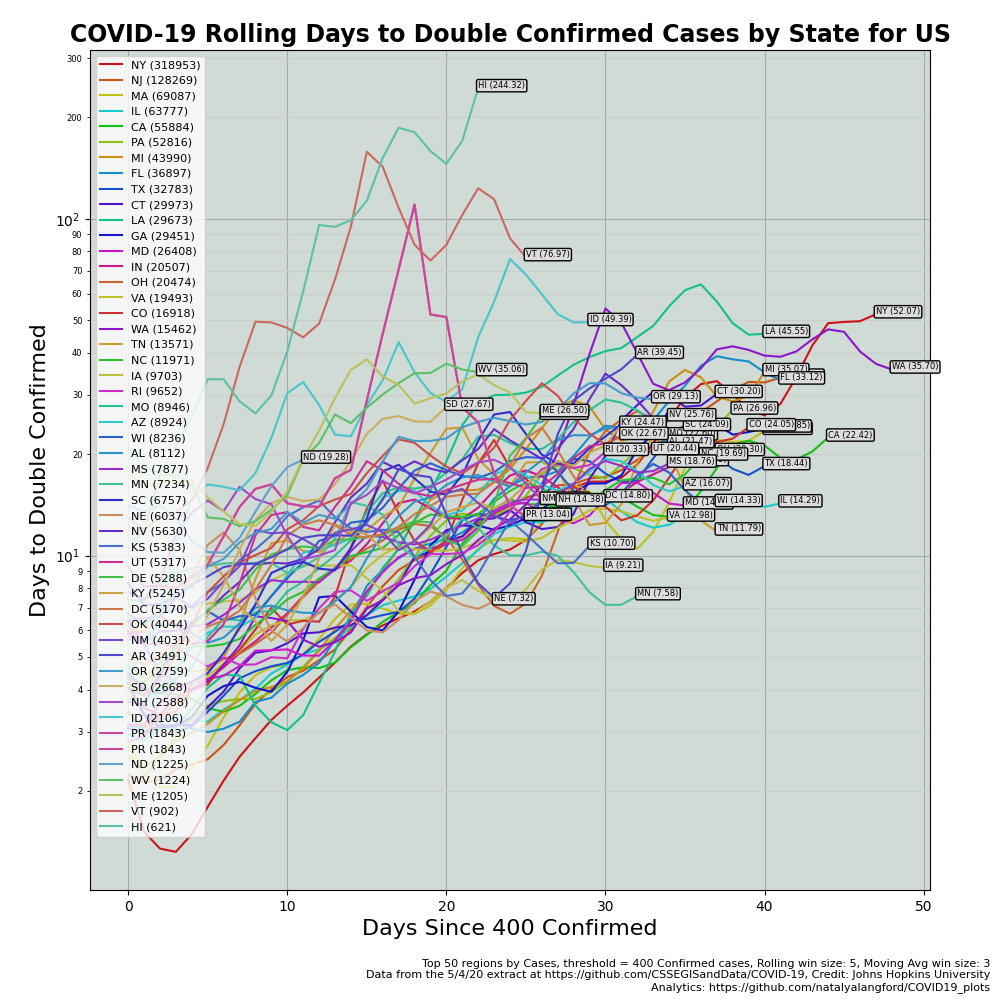 COVID-19 Rolling Days to Double Confirmed Cases by State for US
Days to Double Confirmed
300
200
10²
90
80
70
60
50
40
30
20
10¹
9
8
7
6
5
4
3
2
NY (318953)
NJ (128269)
MA (69087)
IL (63777)
CA (55884)
PA (52816)
MI (43990)
FL (36897)
TX (32783)
CT (29973)
LA (29673)
GA (29451)
MD (26408)
IN (20507)
OH (20474)
VA (19493)
CO (16918)
WA (15462)
TN (13571)
NC (11971)
IA (9703)
RI (9652)
MO (8946)
AZ (8924)
WI (8236)
AL (8112)
MS (7877)
MN (7234)
SC (6757)
NE (6037)
NV (5630)
KS (5383)
UT (5317)
DE (5288)
KY (5245)
DC (5170)
OK (4044)
NM (4031)
AR (3491)
OR (2759)
SD (2668)
NH (2588)
ID (2106)
PR (1843)
PR (1843)
ND (1225)
WV (1224)
ME (1205)
VT (902)
HI (621)
HI (244.32)
VT (76.97)
ID (49.39)
NY (52.07)
LA (45.55)
AR (39.45)
WA (35.70)
WV (35.06)
MI (35.07)
FL (33.12)
CT (30.20)
OR (29.13)
SD (27.67)
PA (26.96)
ME (26.50)
NV (25.76)
KY (24.47)
SC (24.09)
CO (24.05)
OK (22.67)
CA (22.42)
AL (21.47)
RI (20.33)
UT (20.44)
NC (19.69)
ND (19.28)
MS (18.76)
TX (18.44)
AZ (16.07)
DC (14.80)
NH (14.38)
WI (14.33)
IL (14.29)
PR (13.04)
VA (12.98)
TN (11.79)
KS (10.70)
IA (9.21)
MN (7.58)
NE (7.32)
0
10
20
30
40
50
Days Since 400 Confirmed
Top 50 regions by Cases, threshold = 400 Confirmed cases, Rolling win size: 5, Moving Avg win size: 3
Data from the 5/4/20 extract at https://github.com/CSSEGISandData/COVID-19, Credit: Johns Hopkins University
Analytics: https://github.com/natalyalangford/COVID19_plots